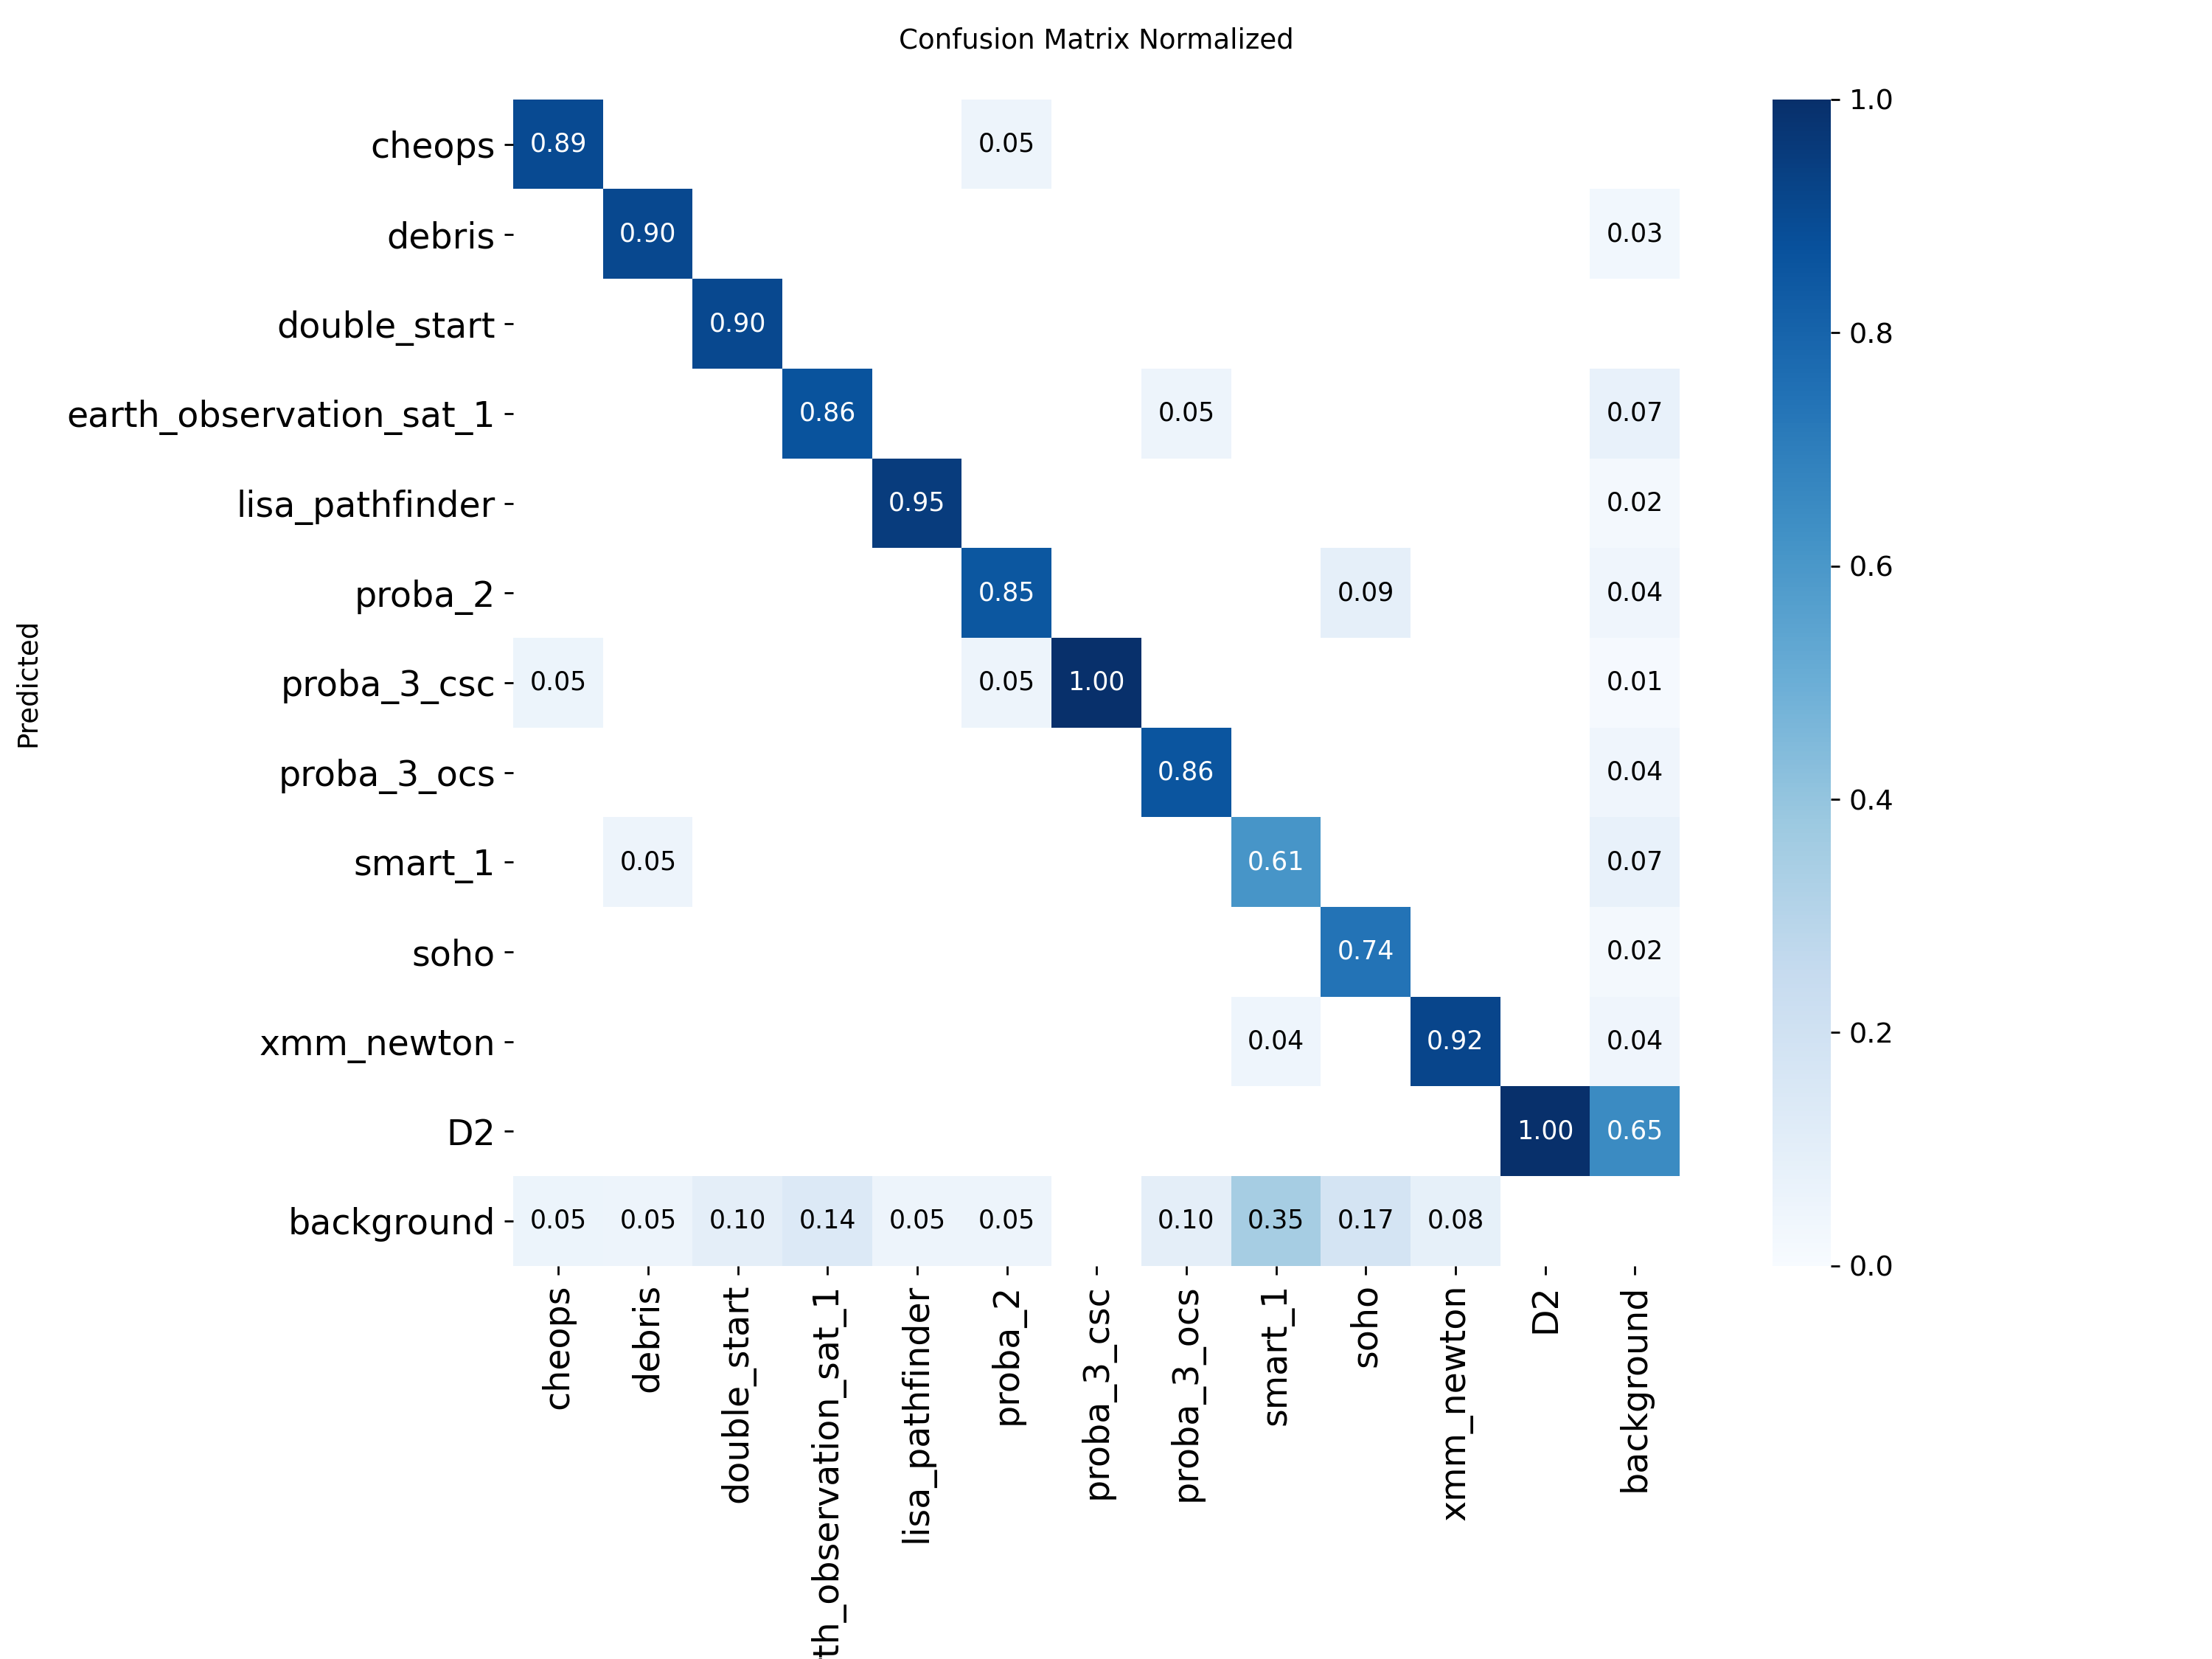 Confusion Matrix Normalized
Predicted
cheops 0.89 0.05
debris 0.90 0.03
double_start 0.90
earth_observation_sat_1 0.86 0.05 0.07
lisa_pathfinder 0.95 0.02
proba_2 0.85 0.09 0.04
proba_3_csc 0.05 0.05 1.00 0.01
proba_3_ocs 0.86 0.04
smart_1 0.05 0.61 0.07
soho 0.74 0.02
xmm_newton 0.04 0.92 0.04
D2 1.00 0.65
background 0.05 0.05 0.10 0.14 0.05 0.05 0.10 0.35 0.17 0.08
cheops
debris
double_start
th_observation_sat_1
lisa_pathfinder
proba_2
proba_3_csc
proba_3_ocs
smart_1
soho
xmm_newton
D2
background
1.0
0.8
0.6
0.4
0.2
0.0